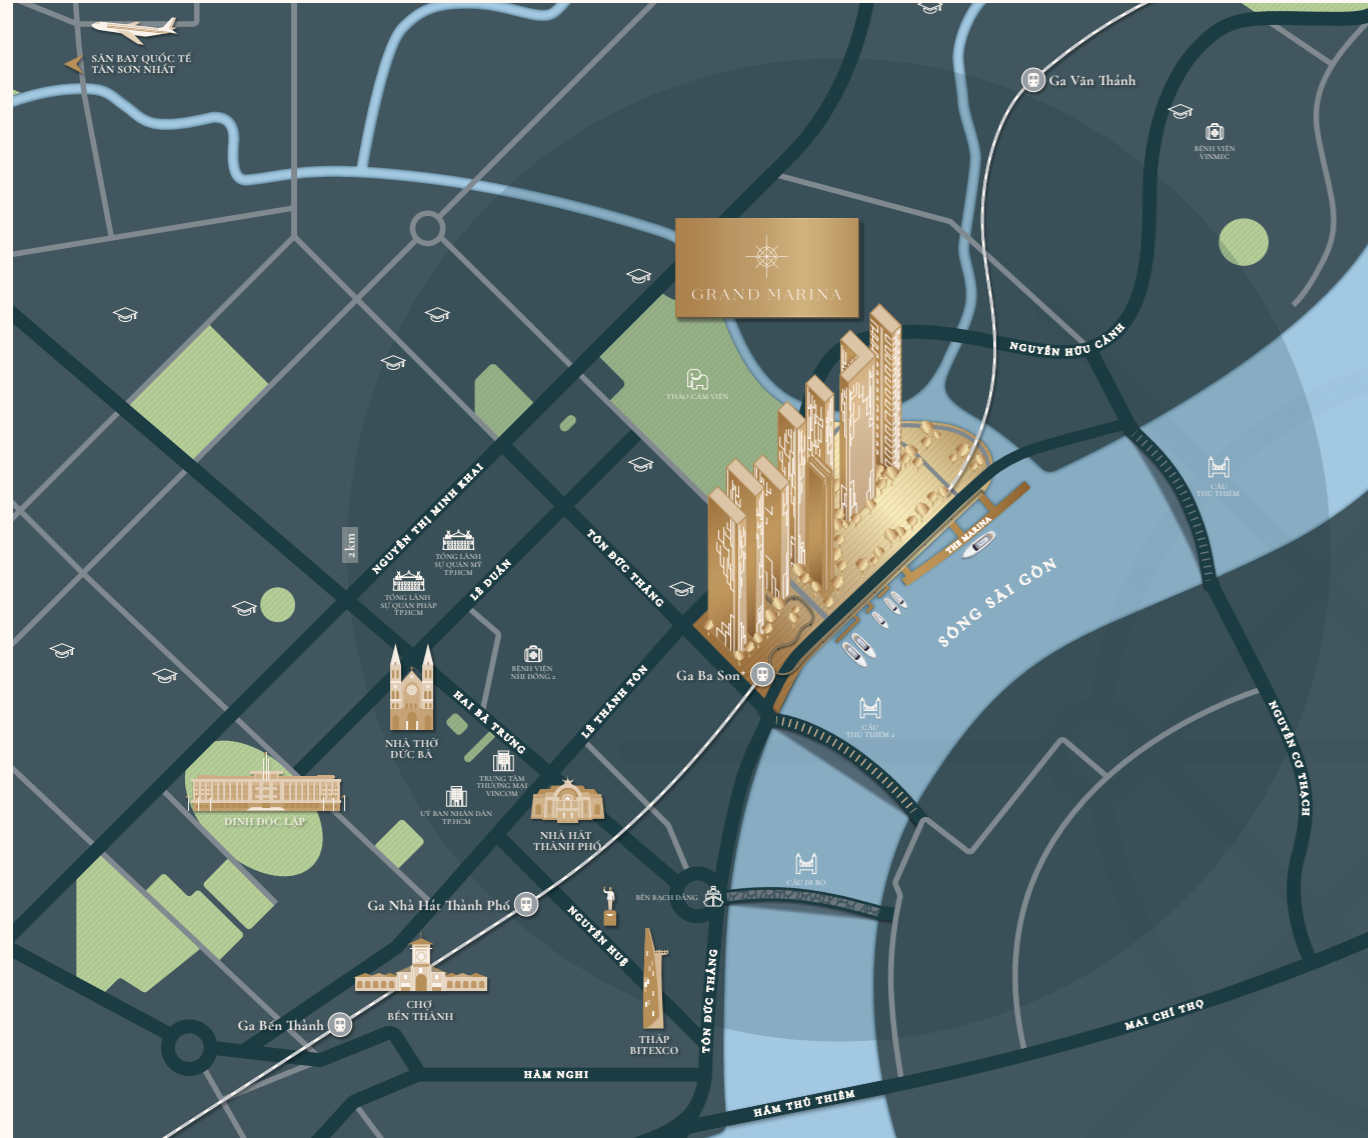 SÂN BAY QUỐC TẾ
TÂN SƠN NHẤT
Ga Văn Thánh
BỆNH VIỆN
VINMEC
GRAND MARINA
NGUYỄN HỮU CẢNH
THẢO CẦM VIÊN
CẦU
THỦ THIÊM
NGUYỄN THỊ MINH KHAI
2km
TỔNG LÃNH
SỰ QUÁN MỸ
TP.HCM
TÔN ĐỨC THẮNG
THE MARINA
LÊ DUẨN
TỔNG LÃNH
SỰ QUÁN PHÁP
TP.HCM
SÔNG SÀI GÒN
BỆNH VIỆN
NHI ĐỒNG 2
Ga Ba Son
LÊ THÁNH TÔN
HAI BÀ TRƯNG
CẦU
THỦ THIÊM 2
NGUYỄN CƠ THẠCH
NHÀ THỜ
ĐỨC BÀ
TRUNG TÂM
THƯƠNG MẠI
VINCOM
UỶ BAN NHÂN DÂN
TP.HCM
DINH ĐỘC LẬP
NHÀ HÁT
THÀNH PHỐ
CẦU ĐI BỘ
BẾN BẠCH ĐẰNG
Ga Nhà Hát Thành Phố
NGUYỄN HUỆ
TÔN ĐỨC THẮNG
CHỢ
BẾN THÀNH
Ga Bến Thành
THÁP
BITEXCO
MAI CHÍ THỌ
HÀM NGHI
HẦM THỦ THIÊM